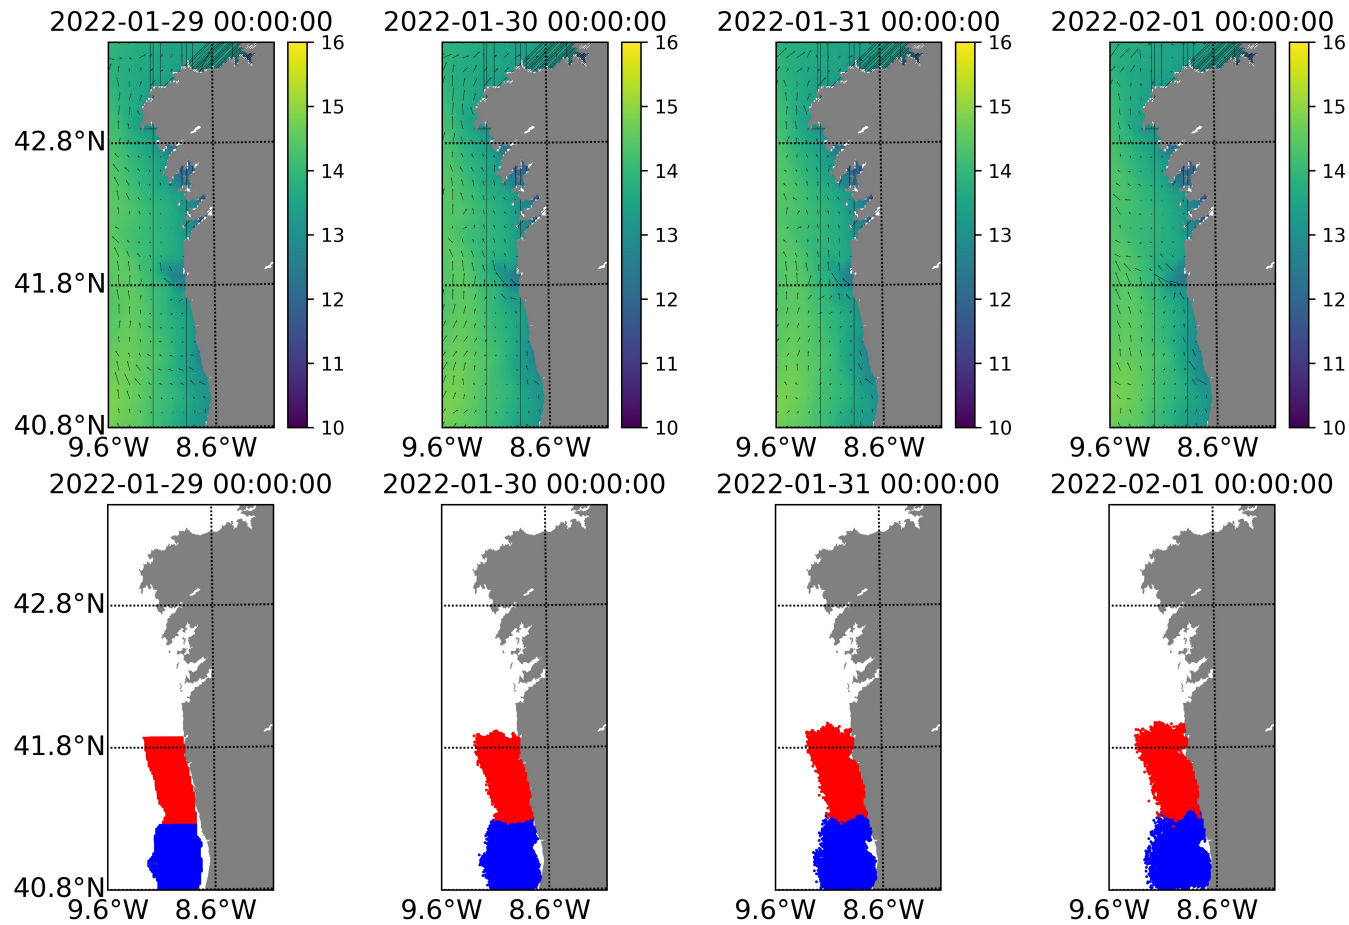 2022-01-29 00:00:00 2022-01-30 00:00:00 2022-01-31 00:00:00 2022-02-01 00:00:00
16 16 16 16
15 15 15 15
42.8°N
14 14 14 14
13 13 13 13
41.8°N
12 12 12 12
11 11 11 11
40.8°N 10 10 10 10
9.6°W 8.6°W 9.6°W 8.6°W 9.6°W 8.6°W 9.6°W 8.6°W
2022-01-29 00:00:00 2022-01-30 00:00:00 2022-01-31 00:00:00 2022-02-01 00:00:00
42.8°N
41.8°N
40.8°N
9.6°W 8.6°W 9.6°W 8.6°W 9.6°W 8.6°W 9.6°W 8.6°W